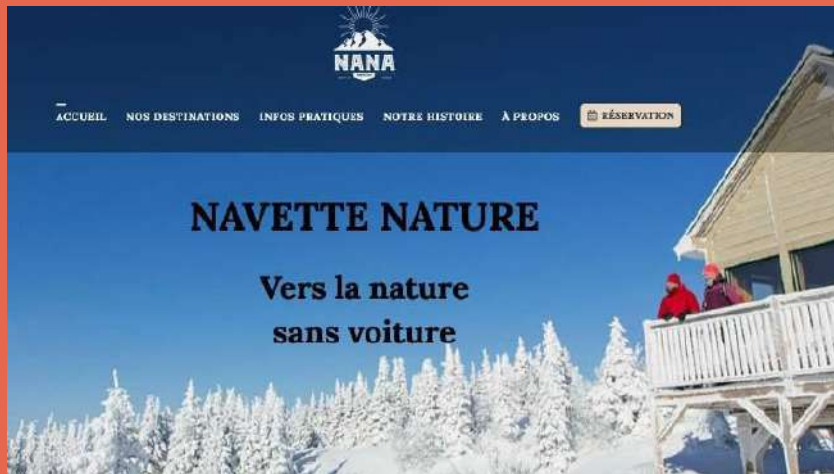 NANA
ACCUEIL NOS DESTINATIONS INFOS PRATIQUES NOTRE HISTOIRE À PROPOS RÉSERVATION
NAVETTE NATURE
Vers la nature
sans voiture